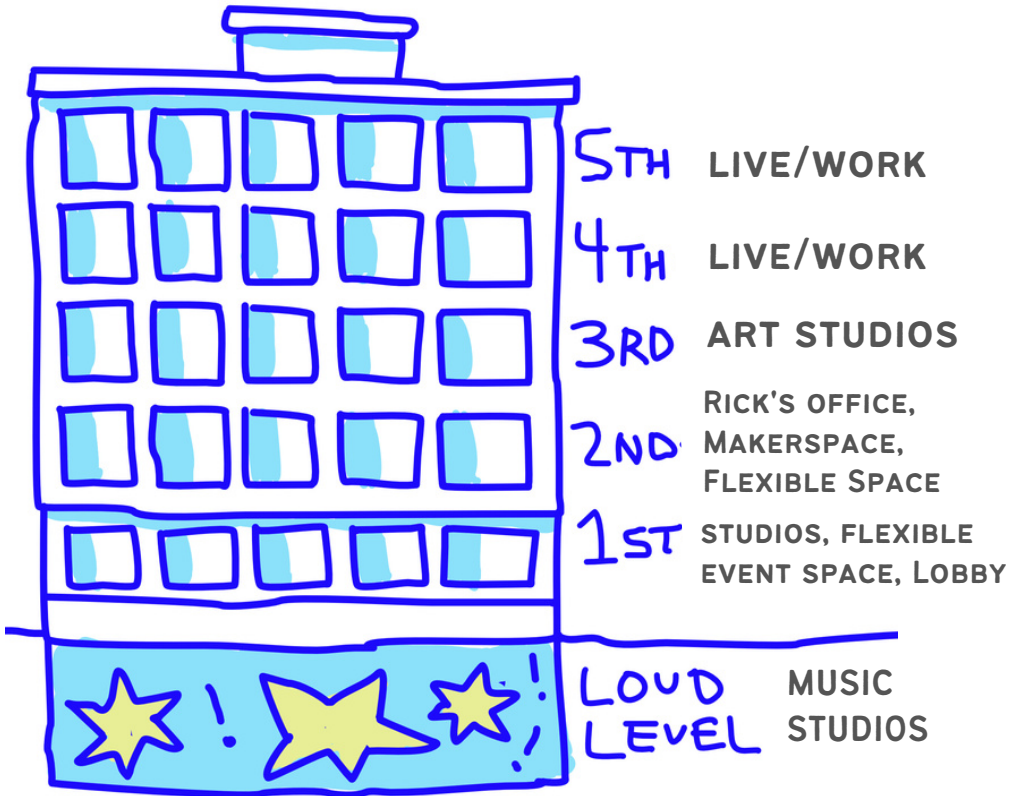 5TH LIVE/WORK
4TH LIVE/WORK
3RD ART STUDIOS
2ND RICK'S OFFICE,
MAKERSPACE,
FLEXIBLE SPACE
1ST STUDIOS, FLEXIBLE
EVENT SPACE, LOBBY
LOUD LEVEL
MUSIC
STUDIOS
! ! !